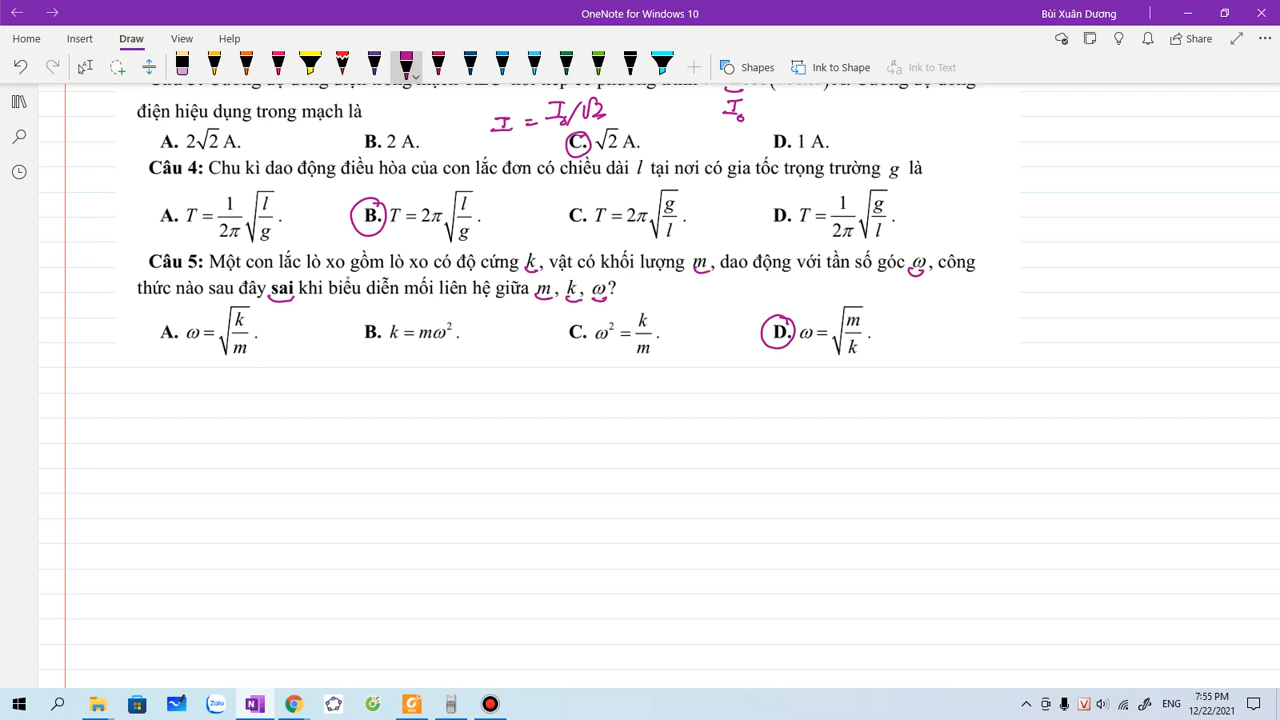 OneNote for Windows 10
Bùi Xuân Dương
Home Insert Draw View Help
Shapes Ink to Shape Ink to Text Share
điện hiệu dụng trong mạch là
I = I₀/√2
I₀
A. 2√2 A. B. 2 A. C. √2 A. D. 1 A.
Câu 4: Chu kì dao động điều hòa của con lắc đơn có chiều dài l tại nơi có gia tốc trọng trường g là
A. T = 1/2π √(l/g) . B. T = 2π√(l/g) . C. T = 2π√(g/l) . D. T = 1/2π √(g/l) .
Câu 5: Một con lắc lò xo gồm lò xo có độ cứng k, vật có khối lượng m, dao động với tần số góc ω, công
thức nào sau đây sai khi biểu diễn mối liên hệ giữa m, k, ω?
A. ω = √(k/m) . B. k = mω² . C. ω² = k/m . D. ω = √(m/k) .
Zalo
ENG
7:55 PM
12/22/2021